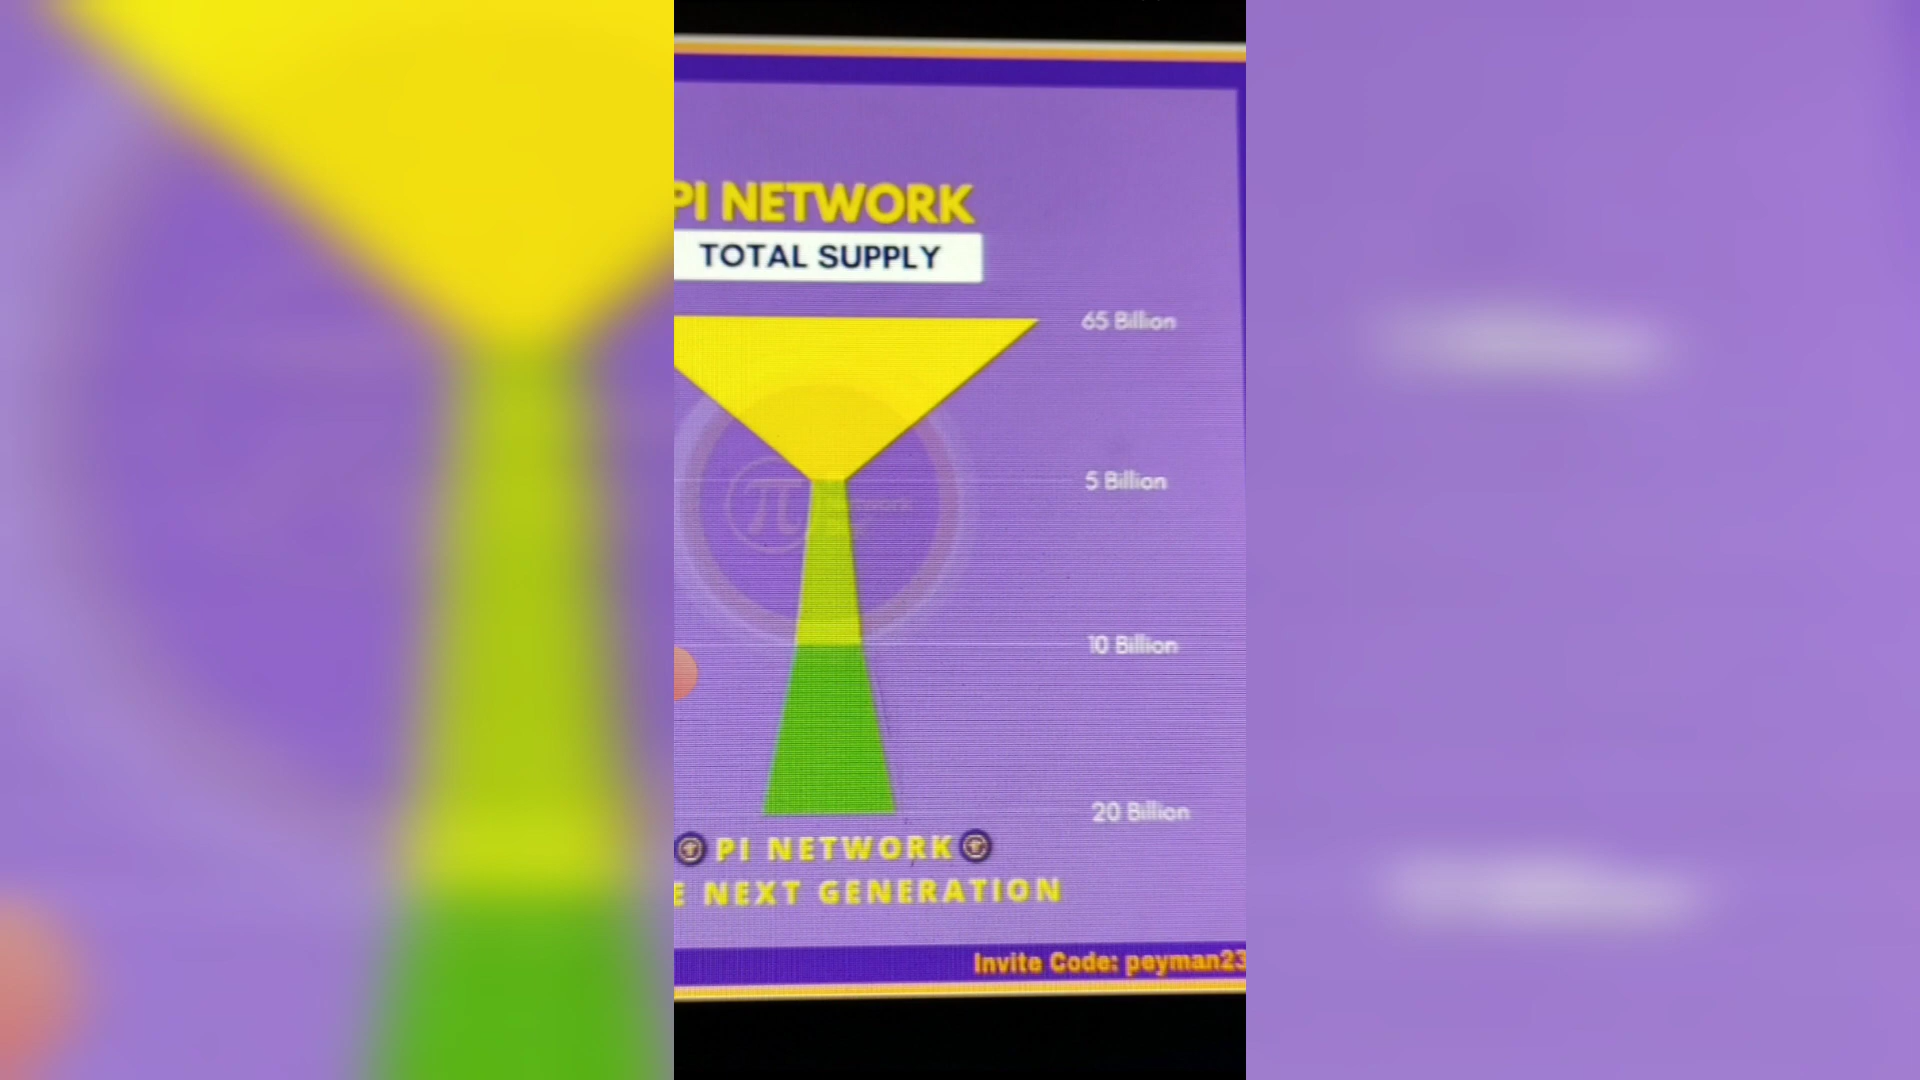 PI NETWORK
TOTAL SUPPLY
65 Billion
5 Billion
10 Billion
20 Billion
PI NETWORK
E NEXT GENERATION
Invite Code: peyman23